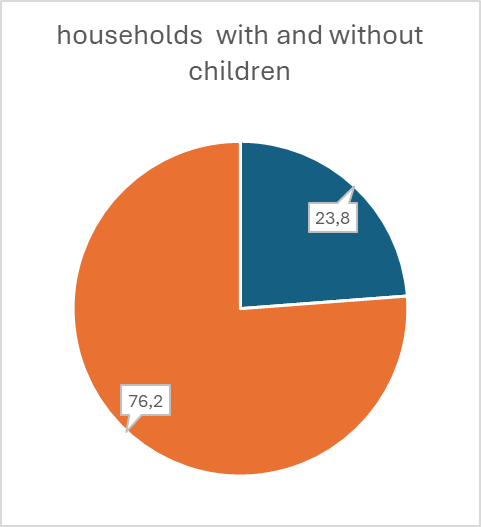 households  with and without
children
23,8
76,2